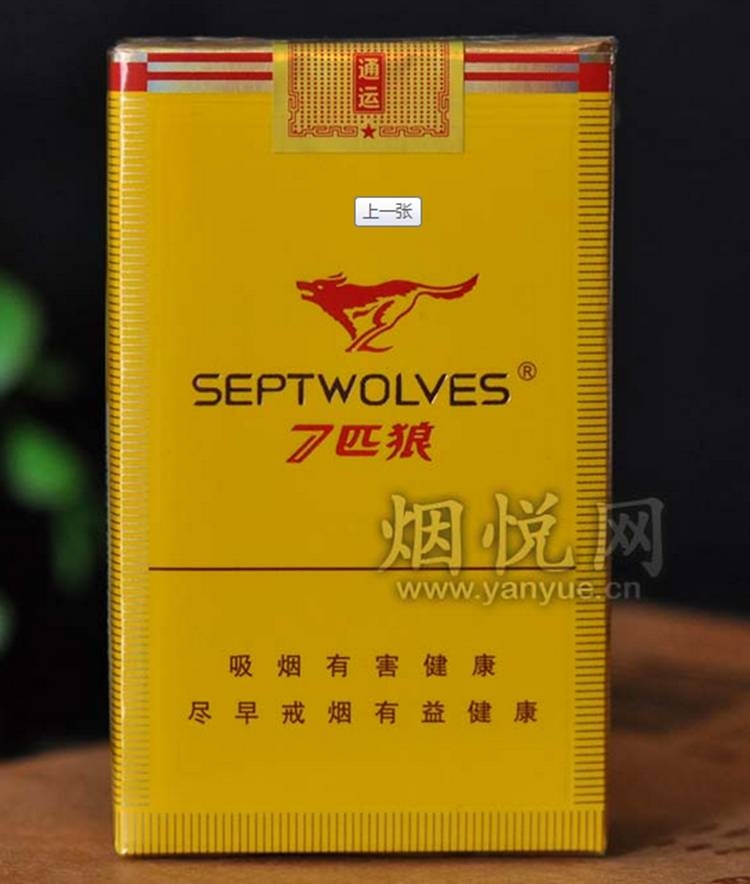 通
运
上一张
SEPTWOLVES®
7匹狼
烟悦网
www.yanyue.cn
吸烟有害健康
尽早戒烟有益健康